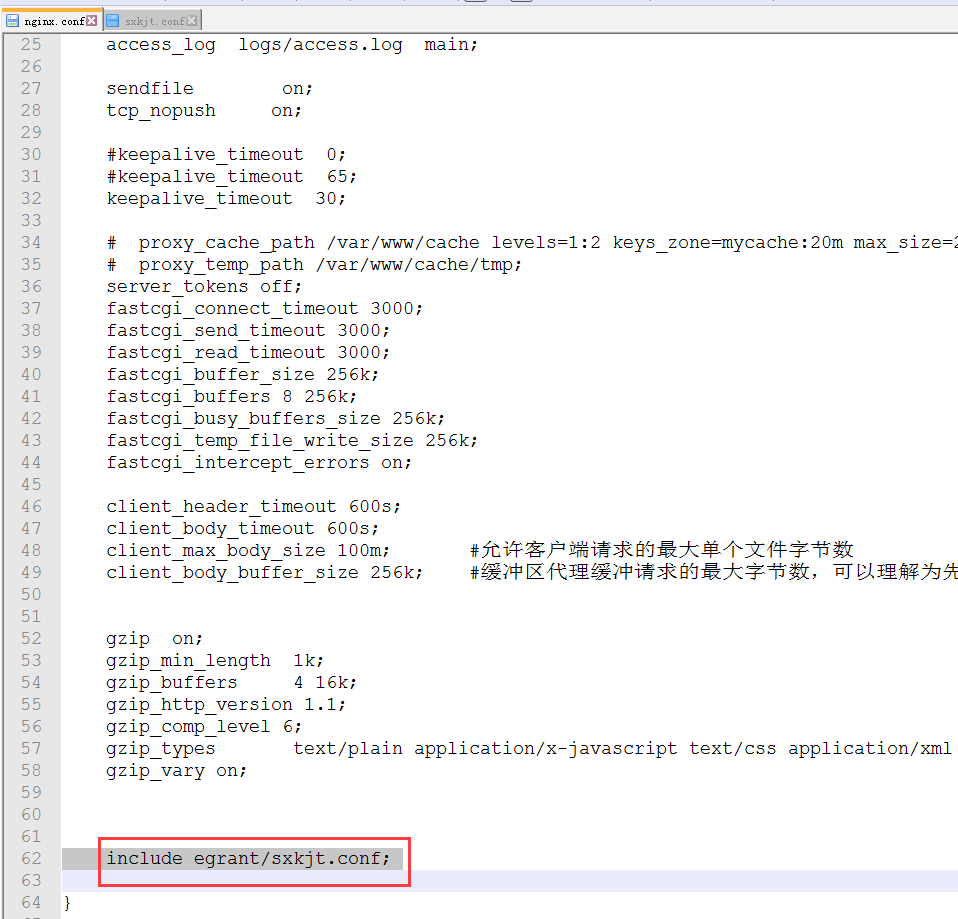 nginx.conf sxkjt.conf
25 access_log  logs/access.log  main;
26
27 sendfile        on;
28 tcp_nopush     on;
29
30 #keepalive_timeout  0;
31 #keepalive_timeout  65;
32 keepalive_timeout  30;
33
34 #  proxy_cache_path /var/www/cache levels=1:2 keys_zone=mycache:20m max_size=2
35 #  proxy_temp_path /var/www/cache/tmp;
36 server_tokens off;
37 fastcgi_connect_timeout 3000;
38 fastcgi_send_timeout 3000;
39 fastcgi_read_timeout 3000;
40 fastcgi_buffer_size 256k;
41 fastcgi_buffers 8 256k;
42 fastcgi_busy_buffers_size 256k;
43 fastcgi_temp_file_write_size 256k;
44 fastcgi_intercept_errors on;
45
46 client_header_timeout 600s;
47 client_body_timeout 600s;
48 client_max_body_size 100m;       #允许客户端请求的最大单个文件字节数
49 client_body_buffer_size 256k;    #缓冲区代理缓冲请求的最大字节数，可以理解为先
50
51
52 gzip  on;
53 gzip_min_length  1k;
54 gzip_buffers     4 16k;
55 gzip_http_version 1.1;
56 gzip_comp_level 6;
57 gzip_types       text/plain application/x-javascript text/css application/xml
58 gzip_vary on;
59
60
61
62 include egrant/sxkjt.conf;
63
64 }